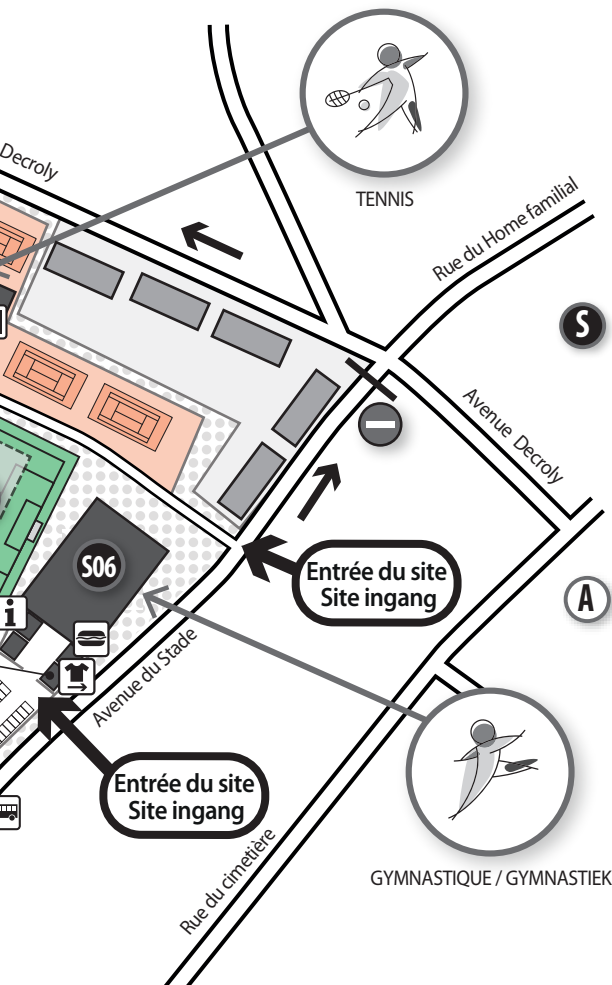 Decroly
TENNIS
Rue du Home familial
S
Avenue Decroly
S06
Entrée du site
Site ingang
A
i
Avenue du Stade
Entrée du site
Site ingang
Rue du cimetière
GYMNASTIQUE / GYMNASTIEK